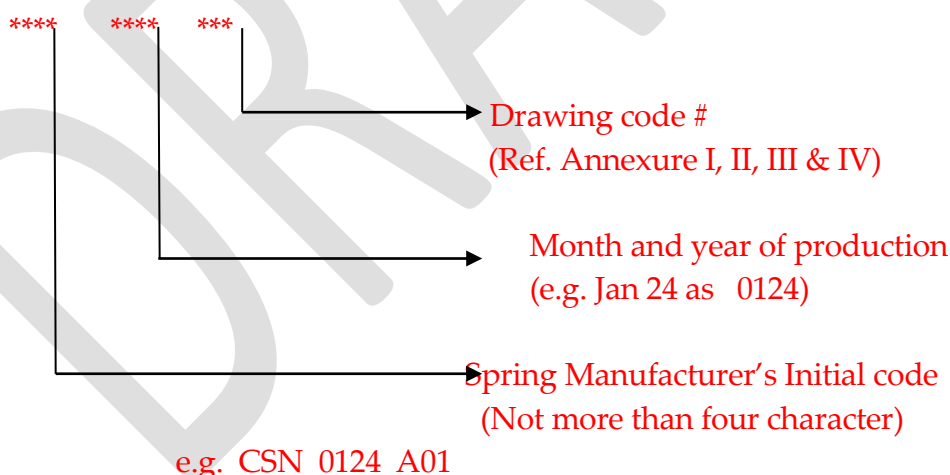 **** **** ***
Drawing code #
(Ref. Annexure I, II, III & IV)
Month and year of production
(e.g. Jan 24 as 0124)
Spring Manufacturer's Initial code
(Not more than four character)
e.g. CSN 0124 A01